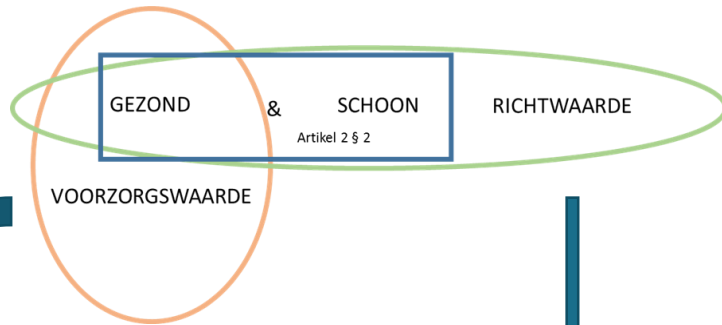 GEZOND & SCHOON RICHTWAARDE
Artikel 2 § 2
VOORZORGSWAARDE